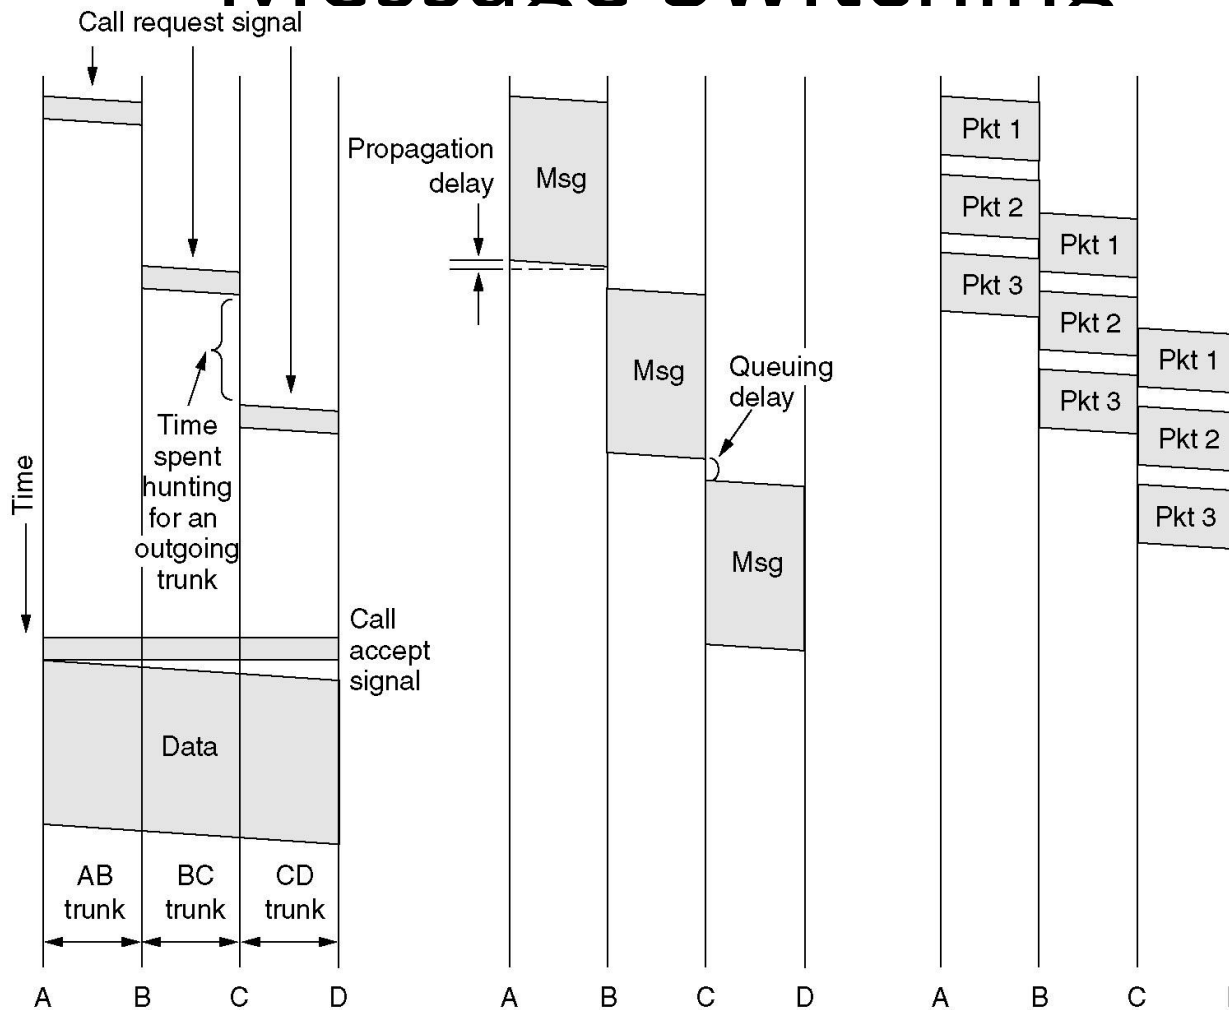 Message Switching
Call request signal
Propagation
delay
Msg
Pkt 1
Pkt 2
Pkt 3
Pkt 1
Pkt 2
Pkt 3
Pkt 1
Pkt 2
Pkt 3
Msg
Queuing
delay
Msg
Time
spent
hunting
for an
outgoing
trunk
Time
Call
accept
signal
Data
AB
trunk
BC
trunk
CD
trunk
A B C D
A B C D
A B C